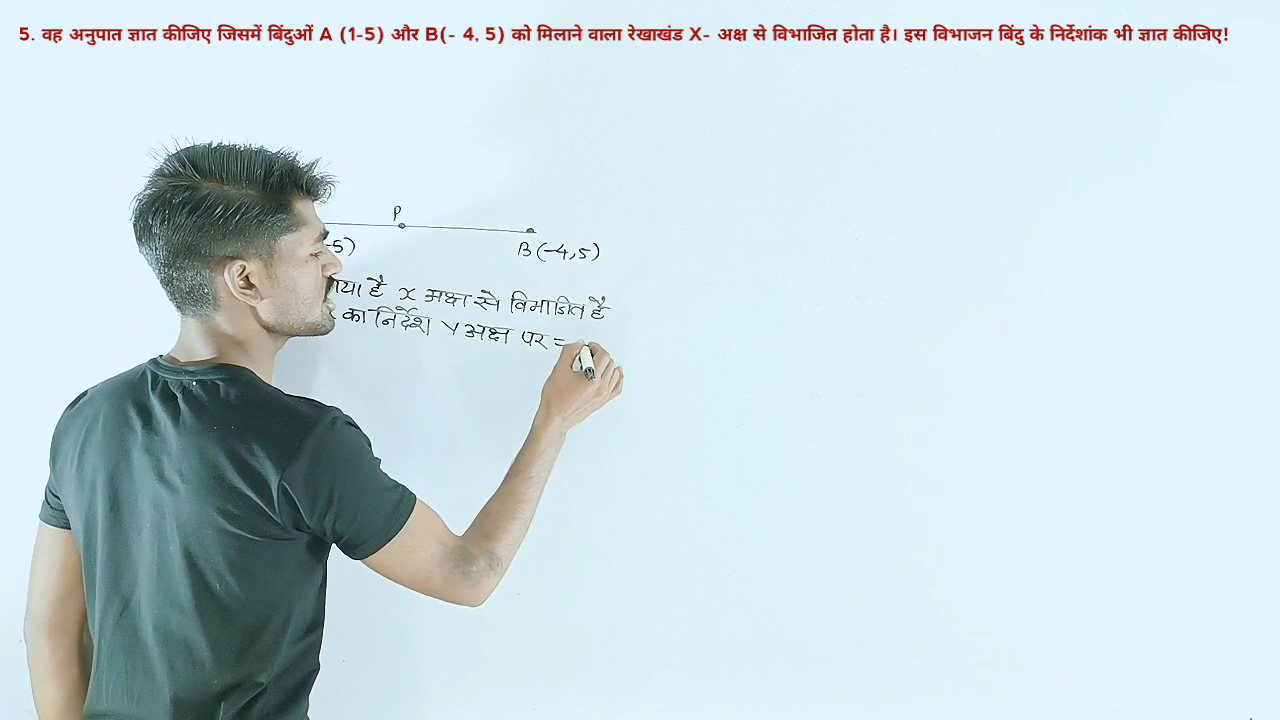 5. वह अनुपात ज्ञात कीजिए जिसमें बिंदुओं A (1-5) और B(- 4, 5) को मिलाने वाला रेखाखंड X- अक्ष से विभाजित होता है। इस विभाजन बिंदु के निर्देशांक भी ज्ञात कीजिए!
P
-5) B(-4,5)
है x अक्ष से विभाजित है
का निर्देश y अक्ष पर =